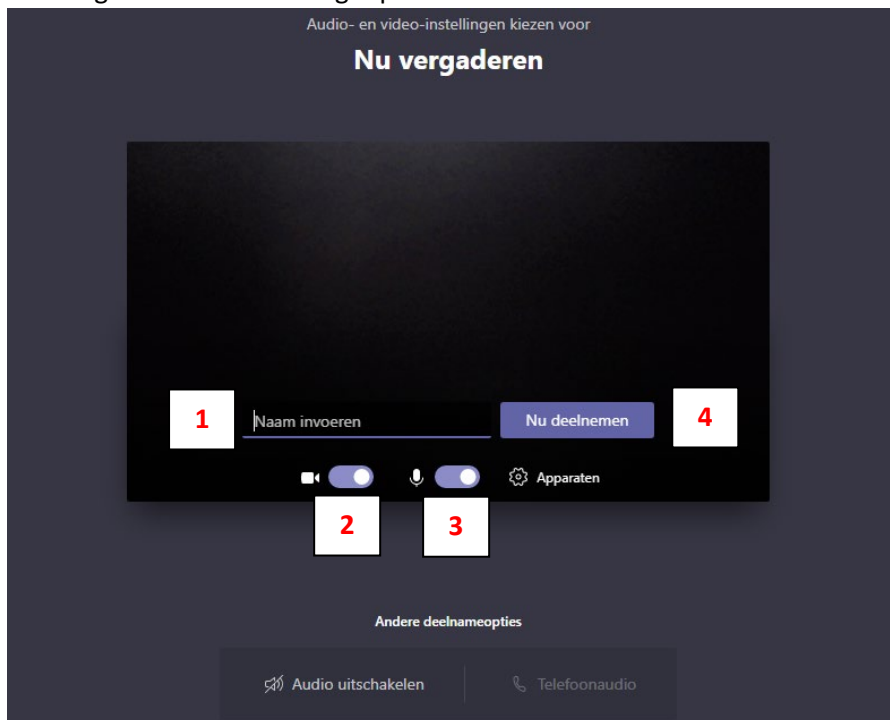 Audio- en video-instellingen kiezen voor
Nu vergaderen
1 Naam invoeren Nu deelnemen 4
Apparaten
2 3
Andere deelnameopties
Audio uitschakelen Telefoonaudio